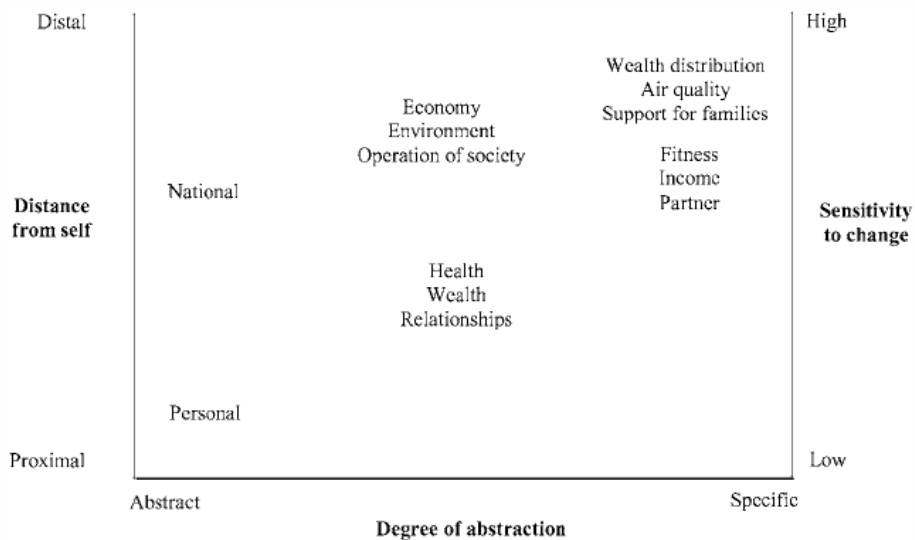 Distal
High
Wealth distribution
Air quality
Support for families
Economy
Environment
Operation of society
Fitness
Income
Partner
National
Distance
from self
Sensitivity
to change
Health
Wealth
Relationships
Personal
Proximal
Low
Abstract
Specific
Degree of abstraction